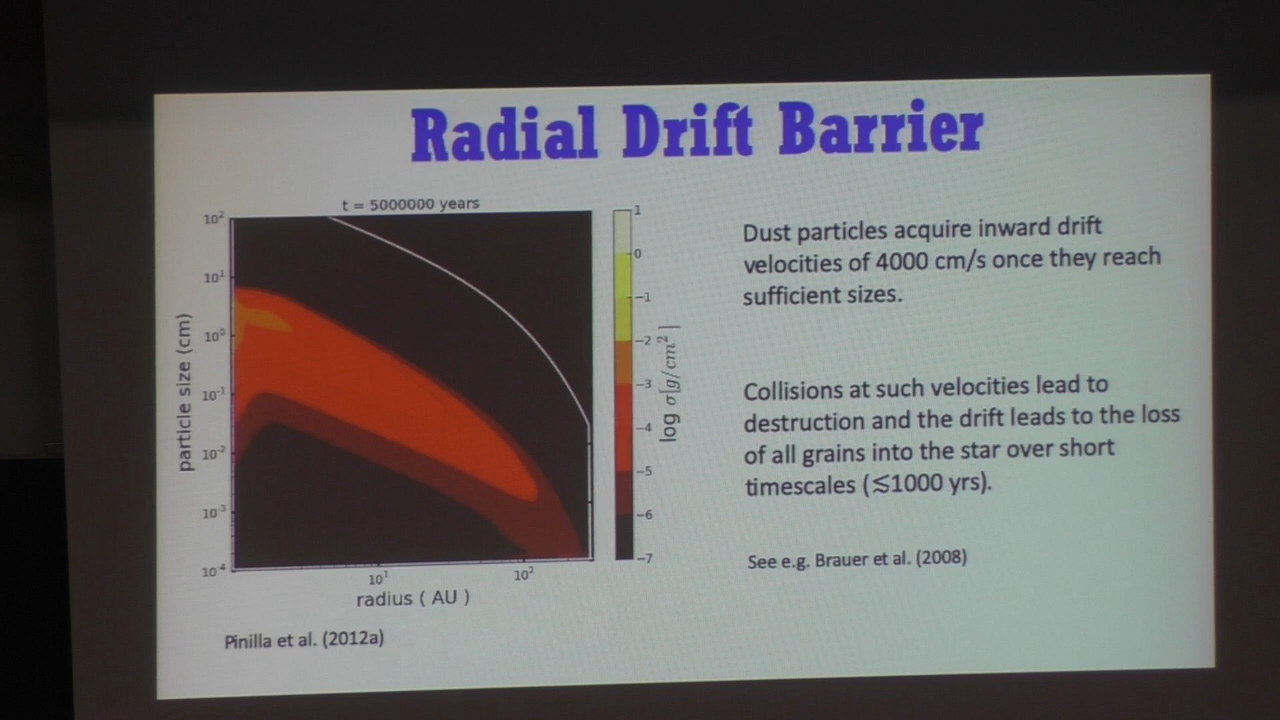 Radial Drift Barrier
t = 5000000 years
10²
10¹
10⁰
10⁻¹
10⁻²
10⁻³
10⁻⁴
particle size (cm)
10¹
10²
radius ( AU )
1
0
−1
−2
−3
−4
−5
−6
−7
log σ[g/cm²]
Pinilla et al. (2012a)
Dust particles acquire inward drift
velocities of 4000 cm/s once they reach
sufficient sizes.
Collisions at such velocities lead to
destruction and the drift leads to the loss
of all grains into the star over short
timescales (≲1000 yrs).
See e.g. Brauer et al. (2008)